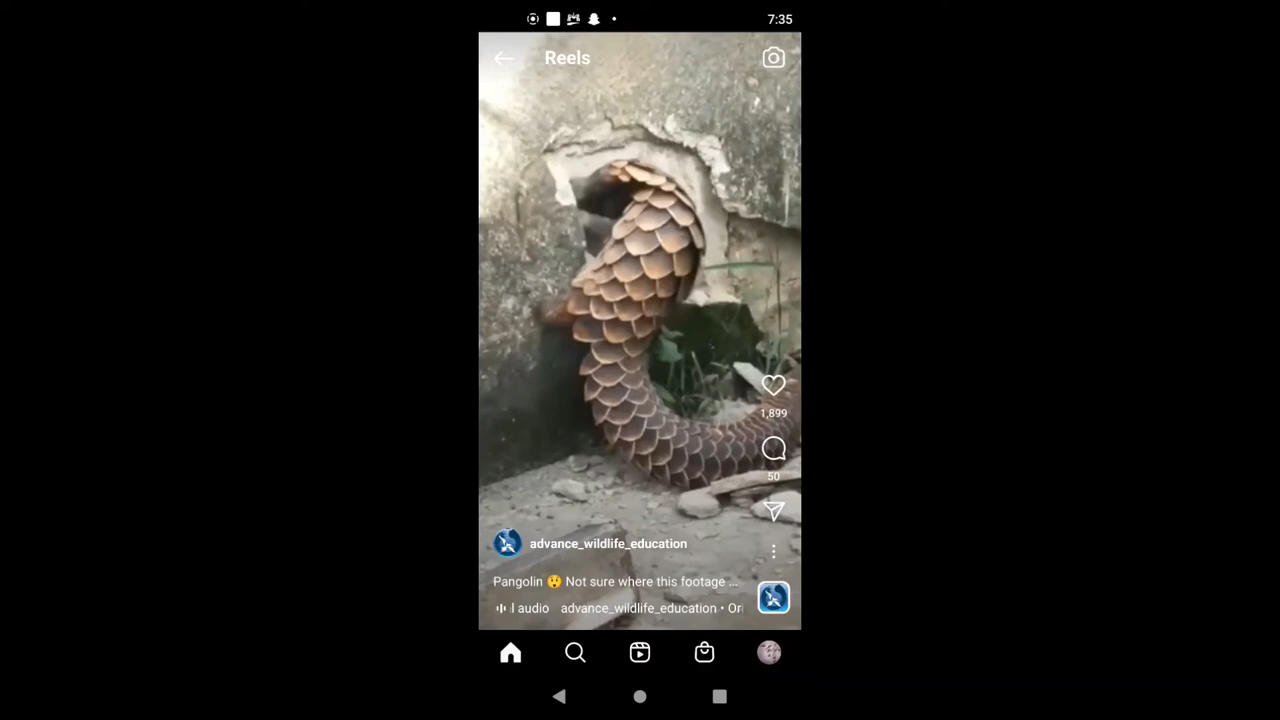 7:35
Reels
1,899
50
advance_wildlife_education
Pangolin 😲 Not sure where this footage ...
l audio advance_wildlife_education • Ori